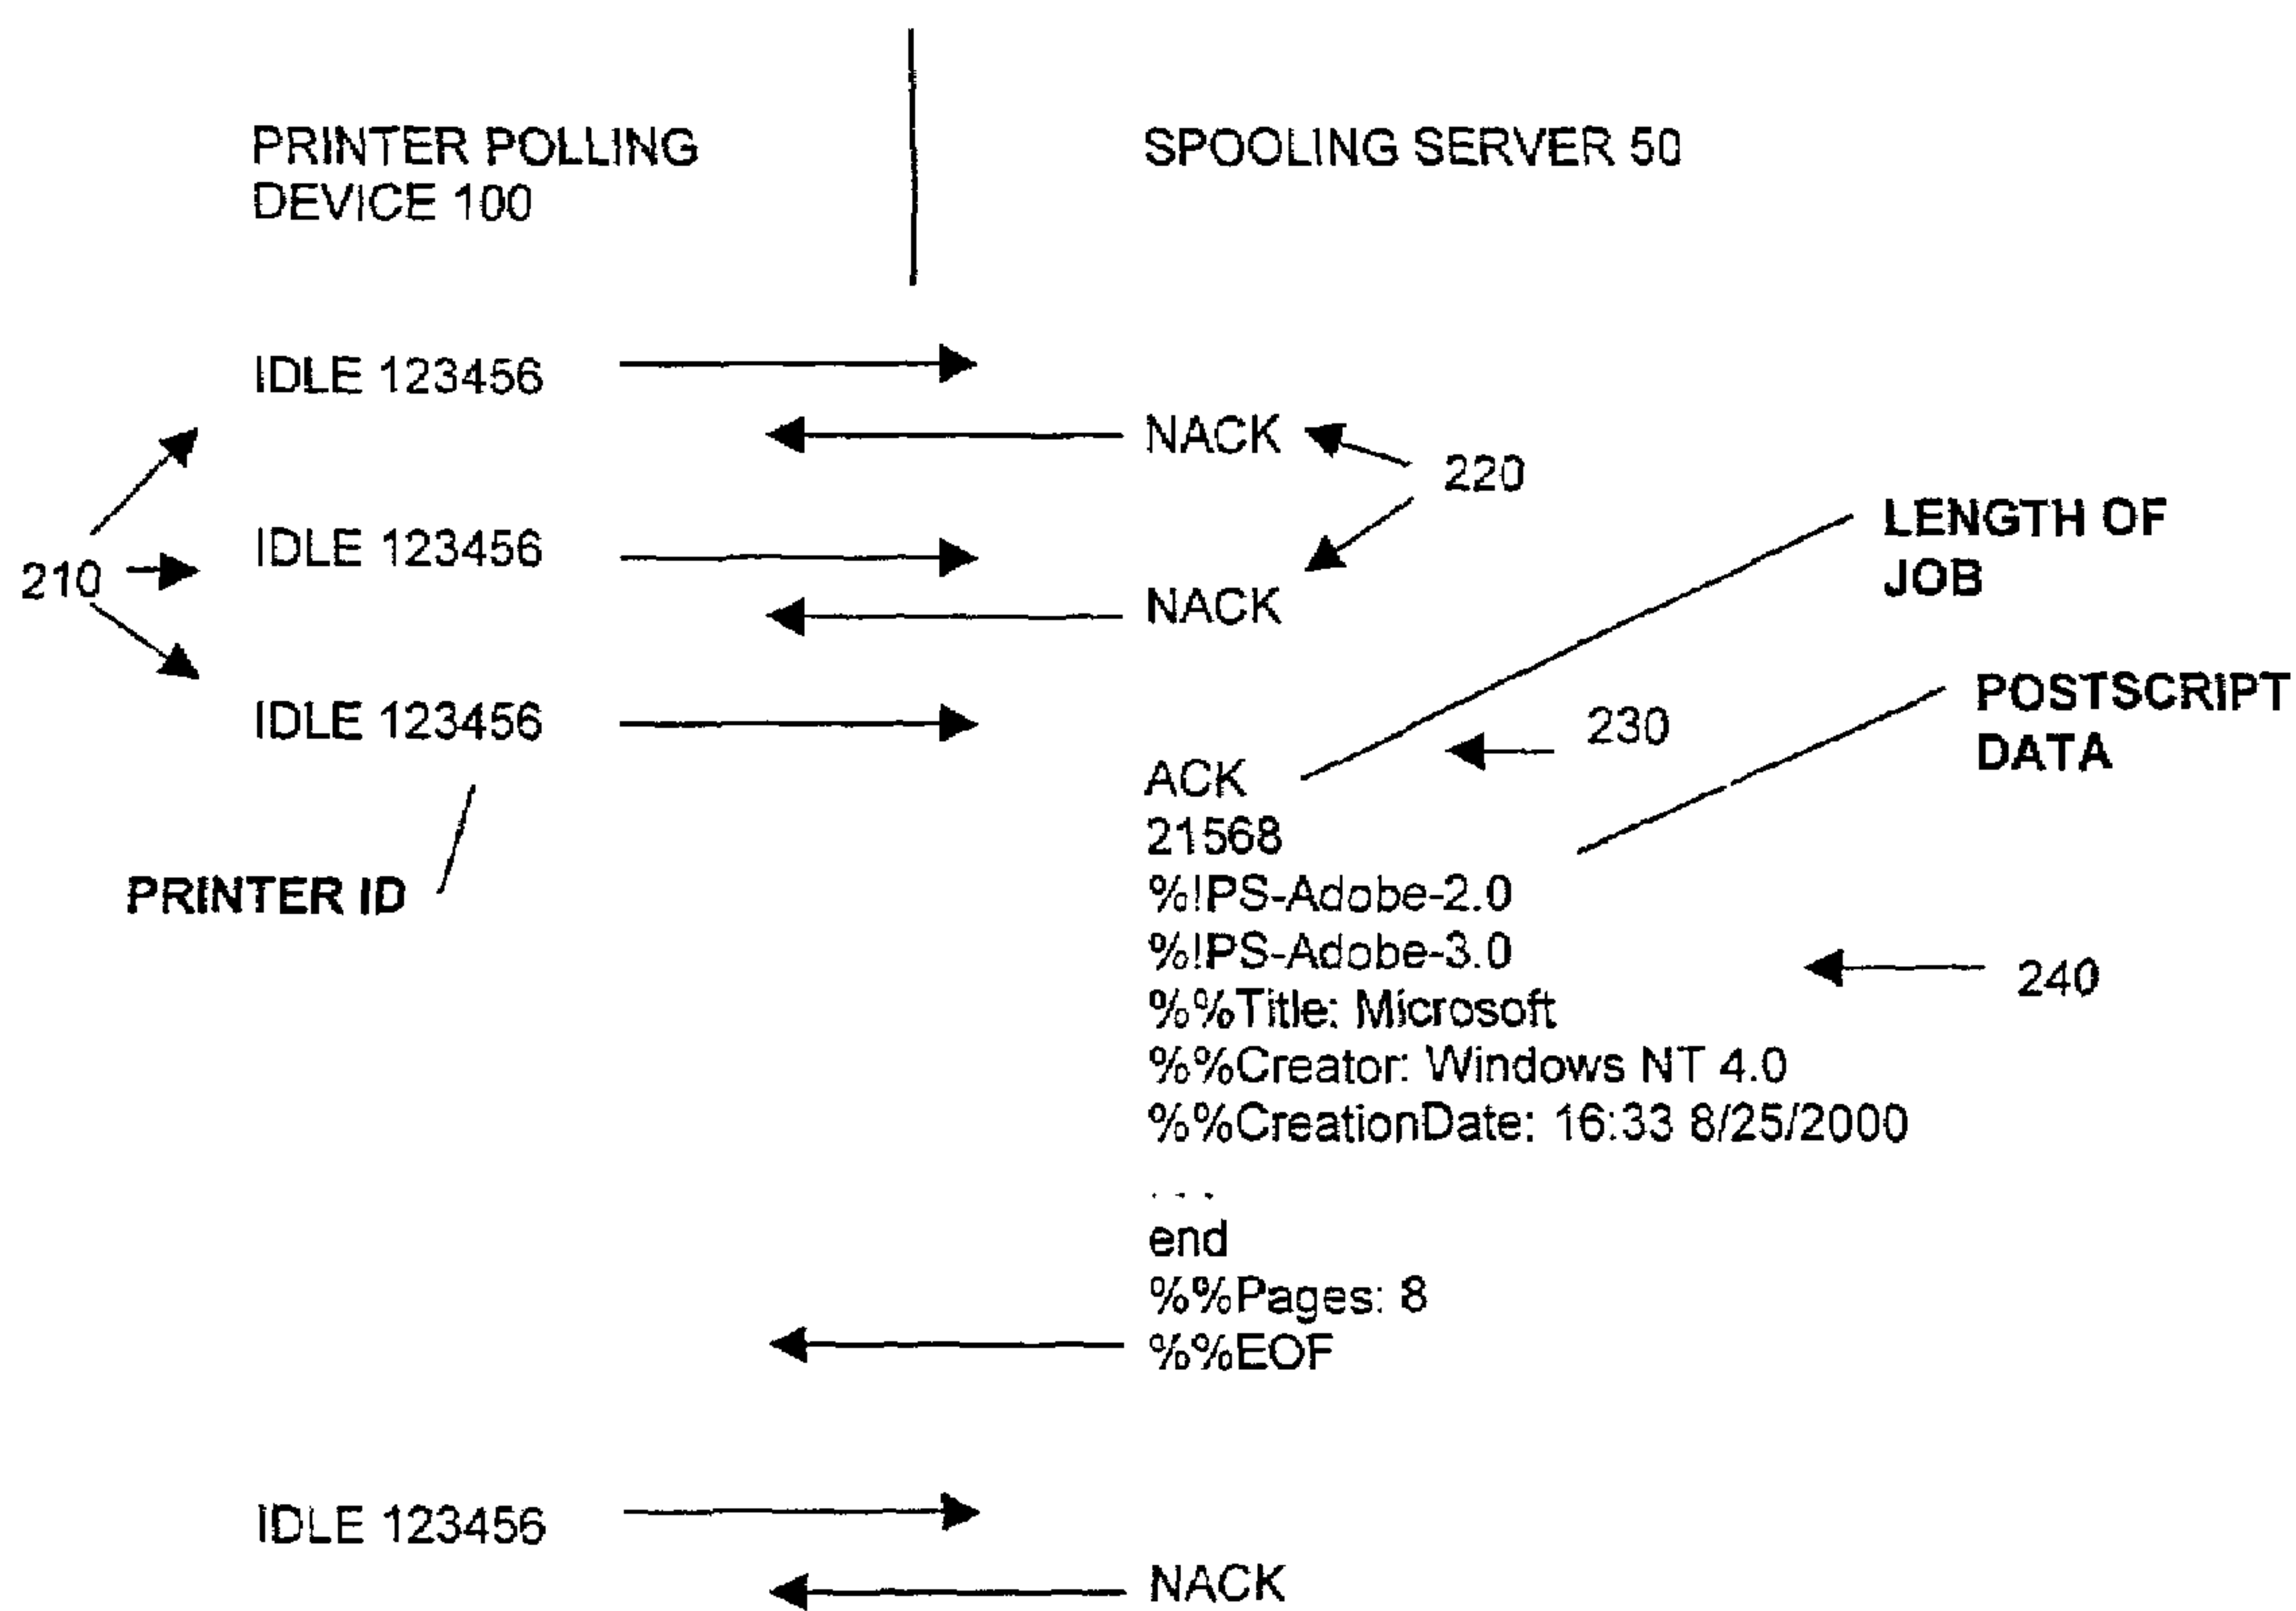 PRINTER POLLING
DEVICE 100
SPOOLING SERVER 50
IDLE 123456
NACK
220
LENGTH OF
JOB
IDLE 123456
210
NACK
POSTSCRIPT
DATA
IDLE 123456
230
ACK
21568
PRINTER ID
%!PS-Adobe-2.0
%!PS-Adobe-3.0
240
%%Title: Microsoft
%%Creator: Windows NT 4.0
%%CreationDate: 16:33 8/25/2000
...
end
%%Pages: 8
%%EOF
IDLE 123456
NACK